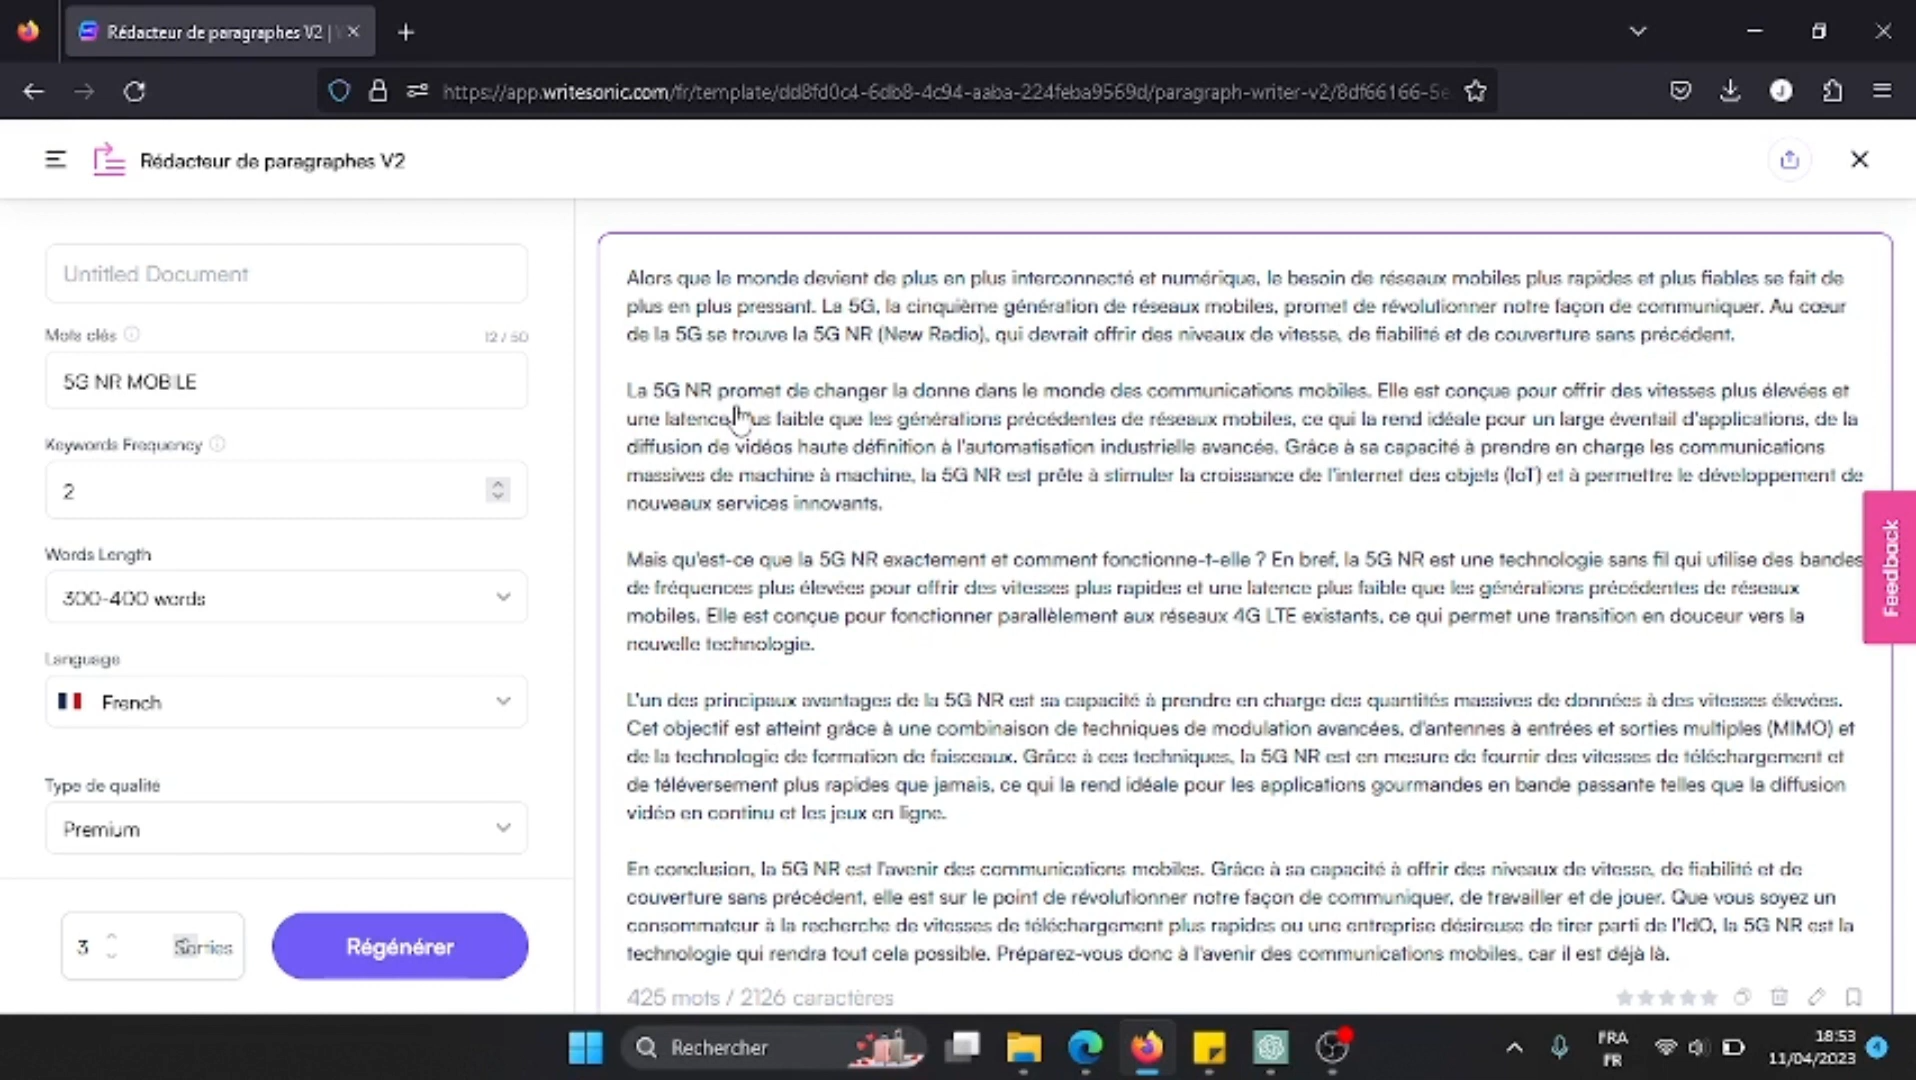 Rédacteur de paragraphes V2 |
https://app.writesonic.com/fr/template/dd8fd0c4-6db8-4c94-aaba-224feba9569d/paragraph-writer-v2/8df66166-5e
Rédacteur de paragraphes V2
Untitled Document
Mots clés
12 / 50
5G NR MOBILE
Keywords Frequency
2
Words Length
300-400 words
Language
French
Type de qualité
Premium
3
Sorties
Régénérer
Alors que le monde devient de plus en plus interconnecté et numérique, le besoin de réseaux mobiles plus rapides et plus fiables se fait de
plus en plus pressant. La 5G, la cinquième génération de réseaux mobiles, promet de révolutionner notre façon de communiquer. Au cœur
de la 5G se trouve la 5G NR (New Radio), qui devrait offrir des niveaux de vitesse, de fiabilité et de couverture sans précédent.
La 5G NR promet de changer la donne dans le monde des communications mobiles. Elle est conçue pour offrir des vitesses plus élevées et
une latence plus faible que les générations précédentes de réseaux mobiles, ce qui la rend idéale pour un large éventail d'applications, de la
diffusion de vidéos haute définition à l'automatisation industrielle avancée. Grâce à sa capacité à prendre en charge les communications
massives de machine à machine, la 5G NR est prête à stimuler la croissance de l'internet des objets (IoT) et à permettre le développement de
nouveaux services innovants.
Mais qu'est-ce que la 5G NR exactement et comment fonctionne-t-elle ? En bref, la 5G NR est une technologie sans fil qui utilise des bandes
de fréquences plus élevées pour offrir des vitesses plus rapides et une latence plus faible que les générations précédentes de réseaux
mobiles. Elle est conçue pour fonctionner parallèlement aux réseaux 4G LTE existants, ce qui permet une transition en douceur vers la
nouvelle technologie.
L'un des principaux avantages de la 5G NR est sa capacité à prendre en charge des quantités massives de données à des vitesses élevées.
Cet objectif est atteint grâce à une combinaison de techniques de modulation avancées, d'antennes à entrées et sorties multiples (MIMO) et
de la technologie de formation de faisceaux. Grâce à ces techniques, la 5G NR est en mesure de fournir des vitesses de téléchargement et
de téléversement plus rapides que jamais, ce qui la rend idéale pour les applications gourmandes en bande passante telles que la diffusion
vidéo en continu et les jeux en ligne.
En conclusion, la 5G NR est l'avenir des communications mobiles. Grâce à sa capacité à offrir des niveaux de vitesse, de fiabilité et de
couverture sans précédent, elle est sur le point de révolutionner notre façon de communiquer, de travailler et de jouer. Que vous soyez un
consommateur à la recherche de vitesses de téléchargement plus rapides ou une entreprise désireuse de tirer parti de l'IdO, la 5G NR est la
technologie qui rendra tout cela possible. Préparez-vous donc à l'avenir des communications mobiles, car il est déjà là.
425 mots / 2126 caractères
Feedback
Rechercher
FRA
FR
18:53
11/04/2023
4